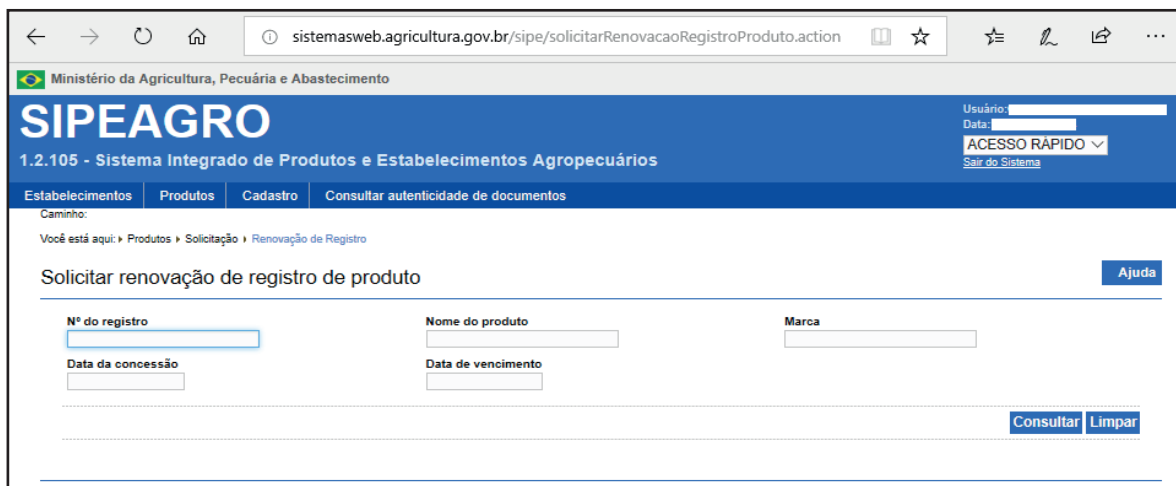 sistemasweb.agricultura.gov.br/sipe/solicitarRenovacaoRegistroProduto.action
Ministério da Agricultura, Pecuária e Abastecimento
SIPEAGRO
1.2.105 - Sistema Integrado de Produtos e Estabelecimentos Agropecuários
Usuário:
Data:
ACESSO RÁPIDO
Sair do Sistema
Estabelecimentos Produtos Cadastro Consultar autenticidade de documentos
Caminho:
Você está aqui: Produtos Solicitação Renovação de Registro
Solicitar renovação de registro de produto Ajuda
Nº do registro Nome do produto Marca
Data da concessão Data de vencimento
Consultar Limpar